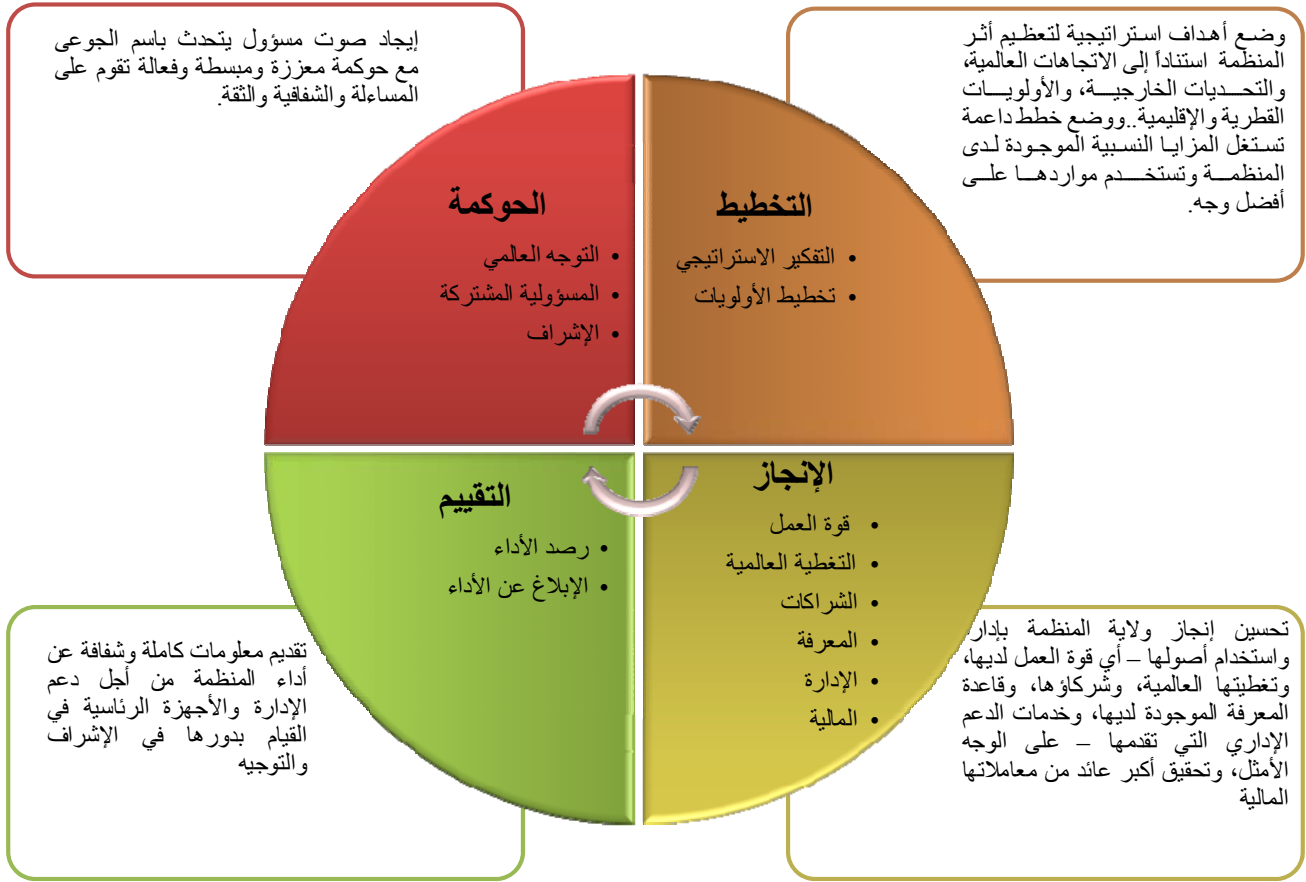 وضع أهداف استراتيجية لتعظيم أثر
المنظمة استناداً إلى الاتجاهات العالمية،
والتحديات الخارجية، والأولويات
القطرية والإقليمية..ووضع خطط داعمة
تستغل المزايا النسبية الموجودة لدى
المنظمة وتستخدم مواردها على
أفضل وجه.
إيجاد صوت مسؤول يتحدث باسم الجوعى
مع حوكمة معززة ومبسطة وفعالة تقوم على
المساءلة والشفافية والثقة.
التخطيط
• التفكير الاستراتيجي
• تخطيط الأولويات
الحوكمة
• التوجه العالمي
• المسؤولية المشتركة
• الإشراف
الإنجاز
• قوة العمل
• التغطية العالمية
• الشراكات
• المعرفة
• الإدارة
• المالية
التقييم
• رصد الأداء
• الإبلاغ عن الأداء
تحسين إنجاز ولاية المنظمة بإدار
واستخدام أصولها – أي قوة العمل لديها،
وتغطيتها العالمية، وشركاؤها، وقاعدة
المعرفة الموجودة لديها، وخدمات الدعم
الإداري التي تقدمها – على الوجه
الأمثل، وتحقيق أكبر عائد من معاملاتها
المالية
تقديم معلومات كاملة وشفافة عن
أداء المنظمة من أجل دعم
الإدارة والأجهزة الرئاسية في
القيام بدورها في الإشراف
والتوجيه